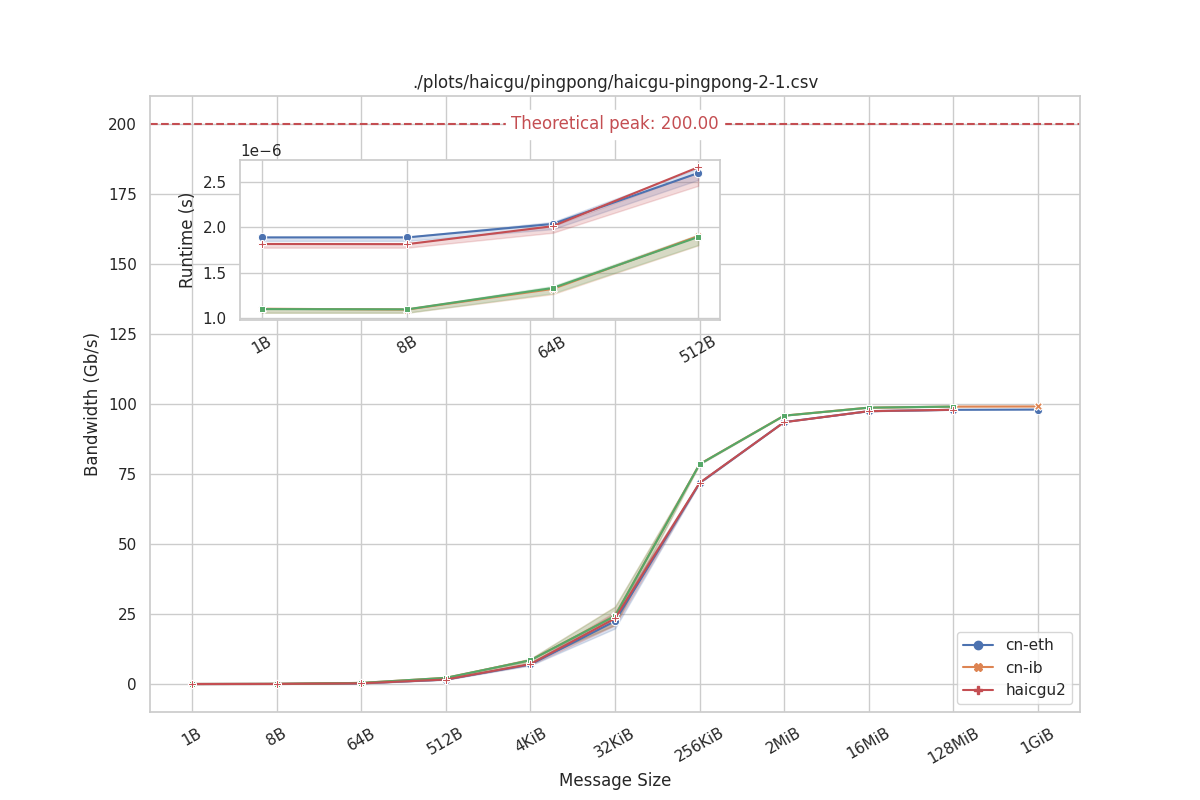 ./plots/haicgu/pingpong/haicgu-pingpong-2-1.csv
200
Theoretical peak: 200.00
1e−6
2.5
2.0
1.5
1.0
Runtime (s)
1B
8B
64B
512B
175
150
125
100
75
50
25
0
Bandwidth (Gb/s)
cn-eth
cn-ib
haicgu2
1B
8B
64B
512B
4KiB
32KiB
256KiB
2MiB
16MiB
128MiB
1GiB
Message Size